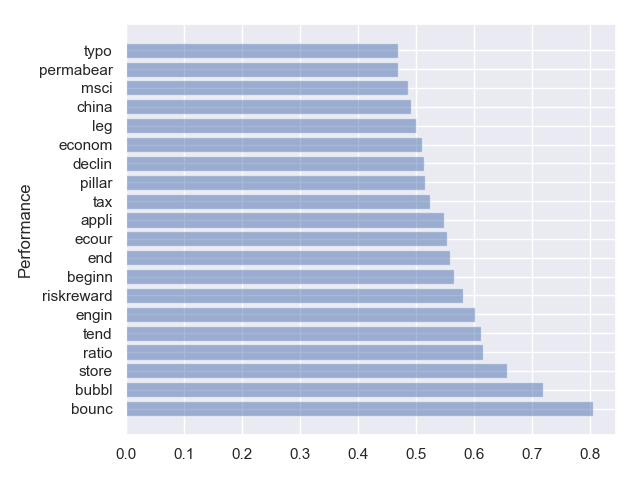 typo
permabear
msci
china
leg
econom
declin
pillar
tax
appli
ecour
end
beginn
riskreward
engin
tend
ratio
store
bubbl
bounc
Performance
0.0 0.1 0.2 0.3 0.4 0.5 0.6 0.7 0.8